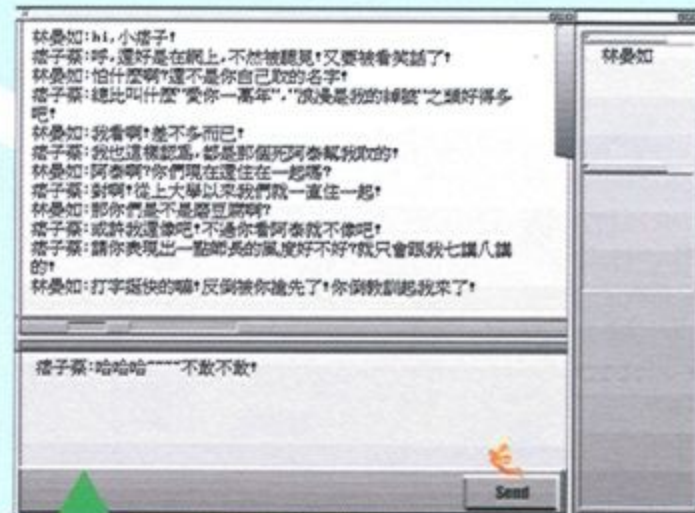 林晏如:hi,小痞子!
痞子蔡:呼,還好是在網上,不然被聽見!又要被看笑話了!
林晏如:怕什麼啊?還不是你自己取的名字!
痞子蔡:總比叫什麼"愛你一萬年","浪漫是我的綽號"之類好得多
吧!
林晏如:我看啊!差不多而已!
痞子蔡:我也這樣認爲,都是那個死阿泰幫我取的!
林晏如:阿泰啊?你們現在還住在一起嗎?
痞子蔡:對啊!從上大學以來我們就一直住一起!
林晏如:那你們是不是磨豆腐啊?
痞子蔡:或許我還像吧!不過你看阿泰就不像吧!
痞子蔡:請你表現出一點師長的風度好不好?就只會跟我七講八講
的!
林晏如:打字挺快的嘛!反倒被你搶先了!你倒教訓起我來了!
林晏如
痞子蔡:哈哈哈~~~~不敢不敢!
Send